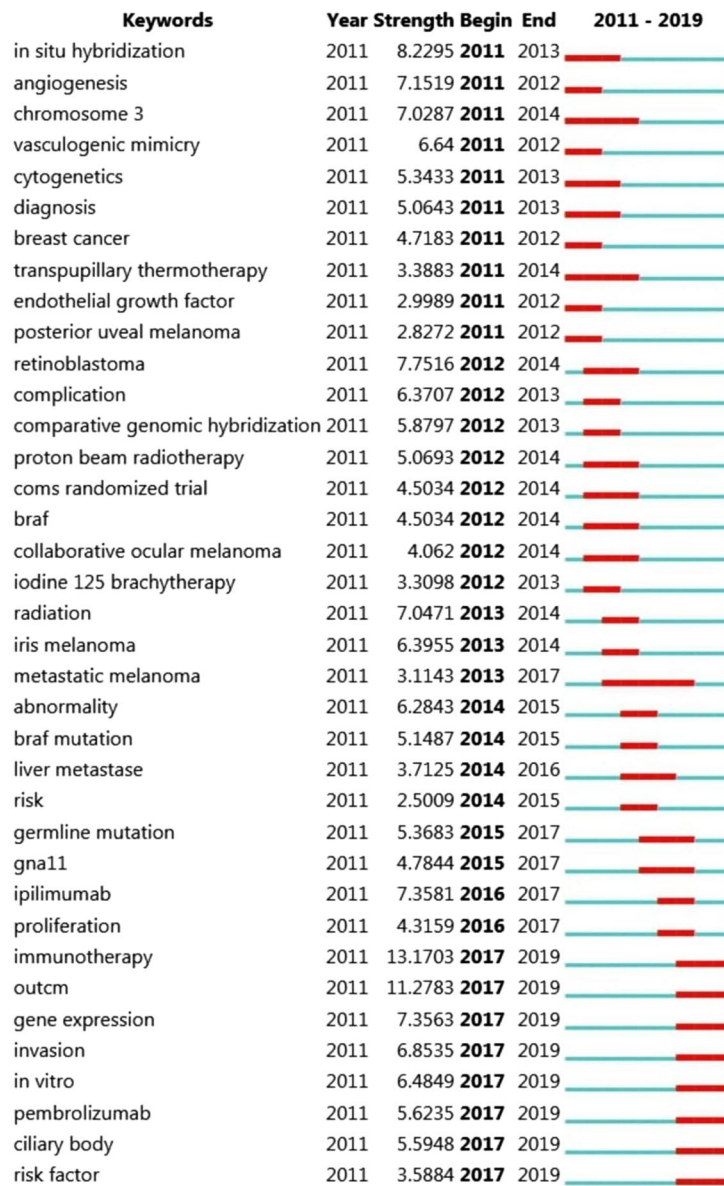 Keywords Year Strength Begin End 2011 - 2019
in situ hybridization 2011 8.2295 2011 2013
angiogenesis 2011 7.1519 2011 2012
chromosome 3 2011 7.0287 2011 2014
vasculogenic mimicry 2011 6.64 2011 2012
cytogenetics 2011 5.3433 2011 2013
diagnosis 2011 5.0643 2011 2013
breast cancer 2011 4.7183 2011 2012
transpupillary thermotherapy 2011 3.3883 2011 2014
endothelial growth factor 2011 2.9989 2011 2012
posterior uveal melanoma 2011 2.8272 2011 2012
retinoblastoma 2011 7.7516 2012 2014
complication 2011 6.3707 2012 2013
comparative genomic hybridization 2011 5.8797 2012 2013
proton beam radiotherapy 2011 5.0693 2012 2014
coms randomized trial 2011 4.5034 2012 2014
braf 2011 4.5034 2012 2014
collaborative ocular melanoma 2011 4.062 2012 2014
iodine 125 brachytherapy 2011 3.3098 2012 2013
radiation 2011 7.0471 2013 2014
iris melanoma 2011 6.3955 2013 2014
metastatic melanoma 2011 3.1143 2013 2017
abnormality 2011 6.2843 2014 2015
braf mutation 2011 5.1487 2014 2015
liver metastase 2011 3.7125 2014 2016
risk 2011 2.5009 2014 2015
germline mutation 2011 5.3683 2015 2017
gna11 2011 4.7844 2015 2017
ipilimumab 2011 7.3581 2016 2017
proliferation 2011 4.3159 2016 2017
immunotherapy 2011 13.1703 2017 2019
outcm 2011 11.2783 2017 2019
gene expression 2011 7.3563 2017 2019
invasion 2011 6.8535 2017 2019
in vitro 2011 6.4849 2017 2019
pembrolizumab 2011 5.6235 2017 2019
ciliary body 2011 5.5948 2017 2019
risk factor 2011 3.5884 2017 2019